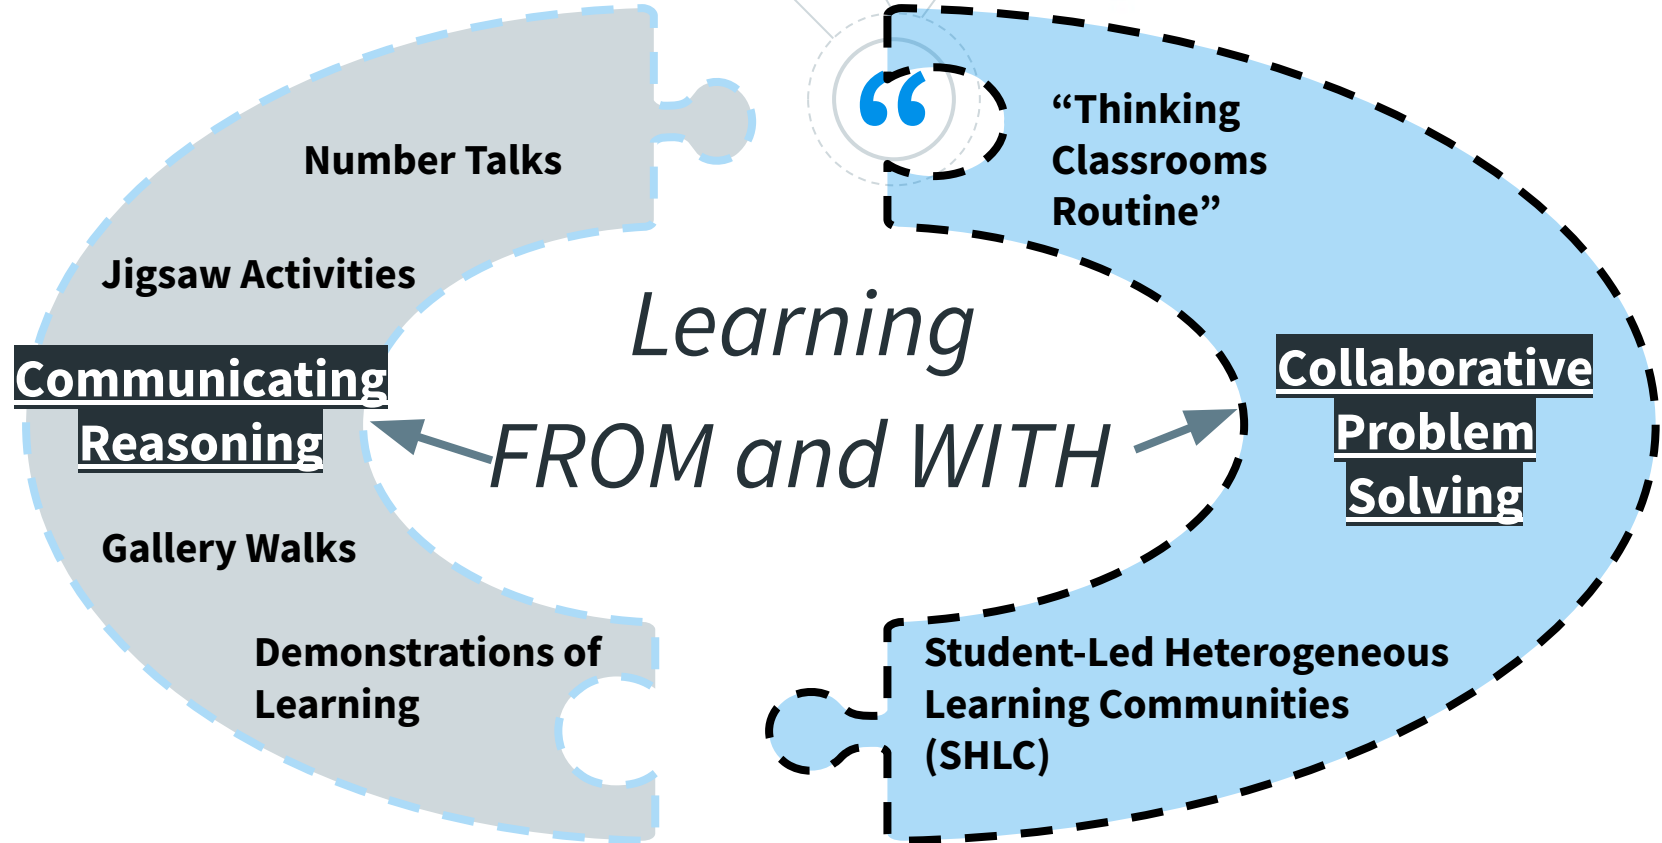 Number Talks
Jigsaw Activities
Communicating
Reasoning
Gallery Walks
Demonstrations of
Learning
Learning
FROM and WITH
“
“Thinking
Classrooms
Routine”
Collaborative
Problem
Solving
Student-Led Heterogeneous
Learning Communities
(SHLC)